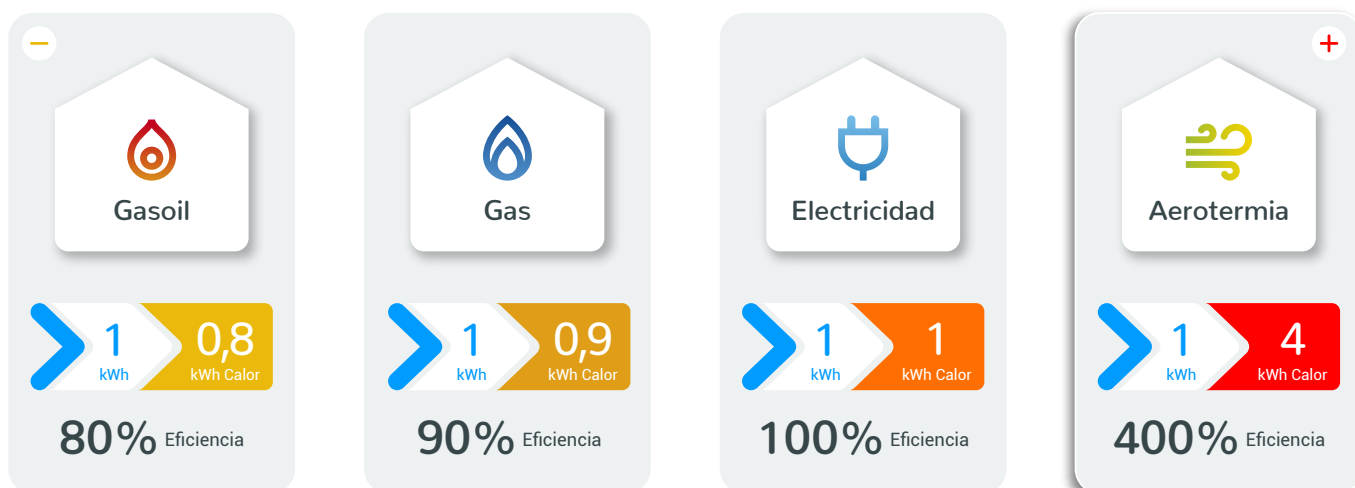 Gasoil
1
kWh
0,8
kWh Calor
80% Eficiencia
Gas
1
kWh
0,9
kWh Calor
90% Eficiencia
Electricidad
1
kWh
1
kWh Calor
100% Eficiencia
Aerotermia
1
kWh
4
kWh Calor
400% Eficiencia